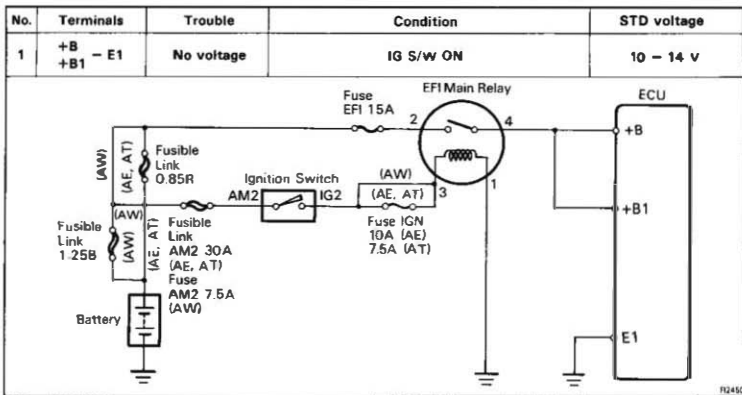 No. Terminals Trouble Condition STD voltage
1 +B +B1 – E1 No voltage IG S/W ON 10 – 14 V
Fuse
EFI 15A
EFI Main Relay
ECU
2
4
+B
(AW)
(AE, AT)
Fusible
Link
0.85R
Ignition Switch
AM2
IG2
(AW)
(AE, AT)
3
1
+B1
Fuse IGN
10A (AE)
7.5A (AT)
(AW)
Fusible
Link
1.25B
(AW)
(AE, AT)
Fusible
Link
AM2 30A
(AE, AT)
Fuse
AM2 7.5A
(AW)
Battery
E1